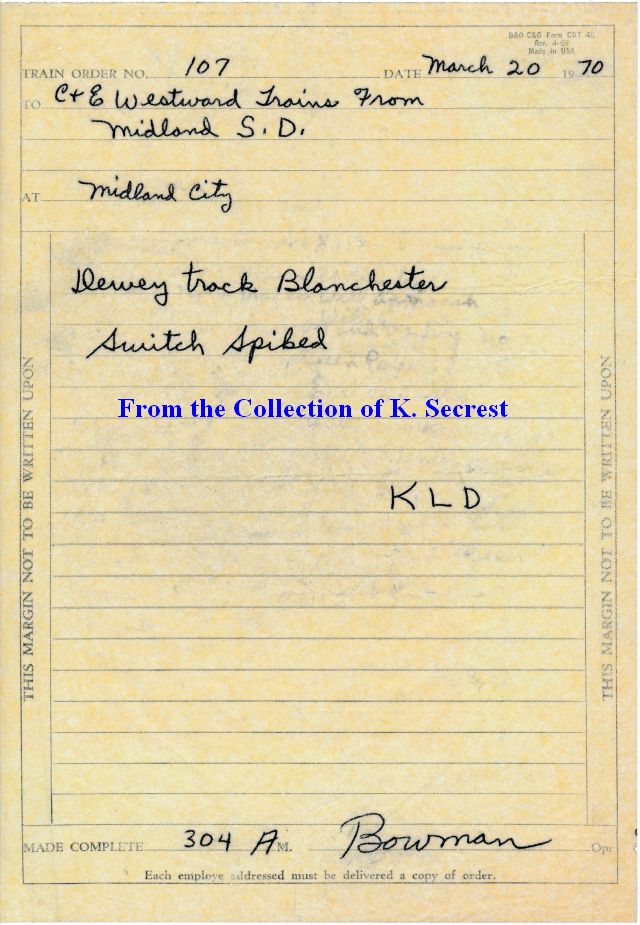 B&O C&O Form CDT 48
Rev. 4-69
Made in USA
TRAIN ORDER NO. 107 DATE March 20 1970
TO C+E Westward Trains From
Midland S.D.
AT Midland City
Dewey track Blanchester
Switch Spiked
From the Collection of K. Secrest
K L D
THIS MARGIN NOT TO BE WRITTEN UPON
THIS MARGIN NOT TO BE WRITTEN UPON
MADE COMPLETE 304 A M. Bowman Opr
Each employe addressed must be delivered a copy of order.